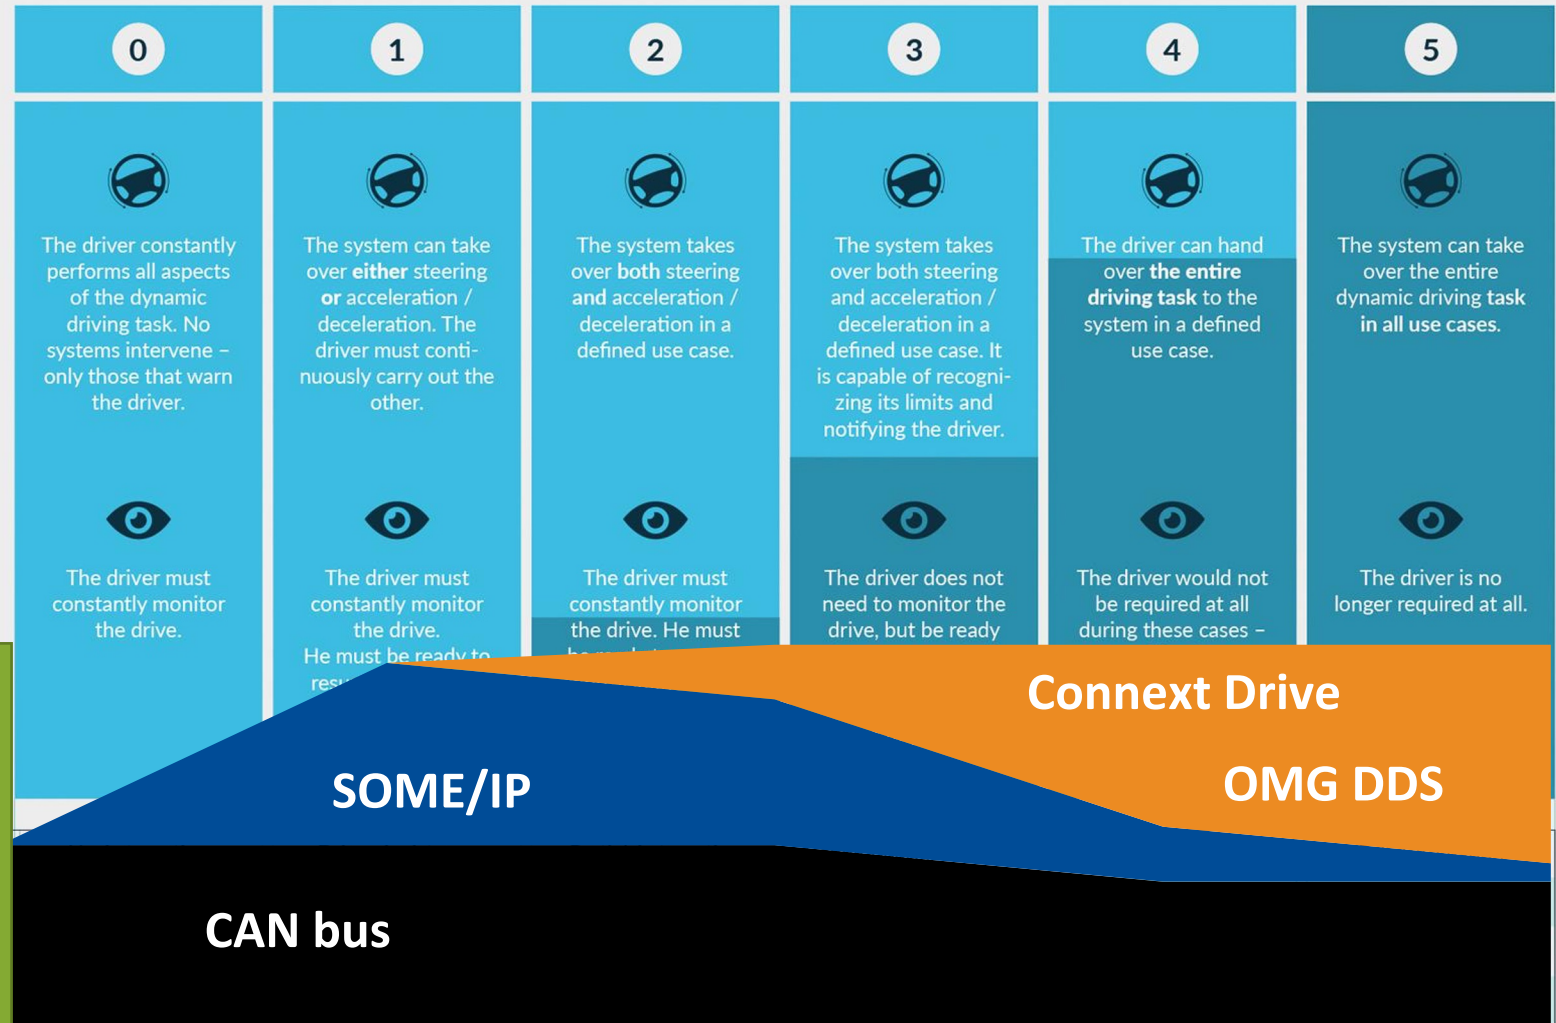 0
The driver constantly
performs all aspects
of the dynamic
driving task. No
systems intervene –
only those that warn
the driver.
The driver must
constantly monitor
the drive.
1
The system can take
over either steering
or acceleration /
deceleration. The
driver must conti-
nuously carry out the
other.
The driver must
constantly monitor
the drive.
He must be ready to
2
The system takes
over both steering
and acceleration /
deceleration in a
defined use case.
The driver must
constantly monitor
the drive. He must
3
The system takes
over both steering
and acceleration /
deceleration in a
defined use case. It
is capable of recogni-
zing its limits and
notifying the driver.
The driver does not
need to monitor the
drive, but be ready
4
The driver can hand
over the entire
driving task to the
system in a defined
use case.
The driver would not
be required at all
during these cases –
5
The system can take
over the entire
dynamic driving task
in all use cases.
The driver is no
longer required at all.
Connext Drive
OMG DDS
SOME/IP
CAN bus